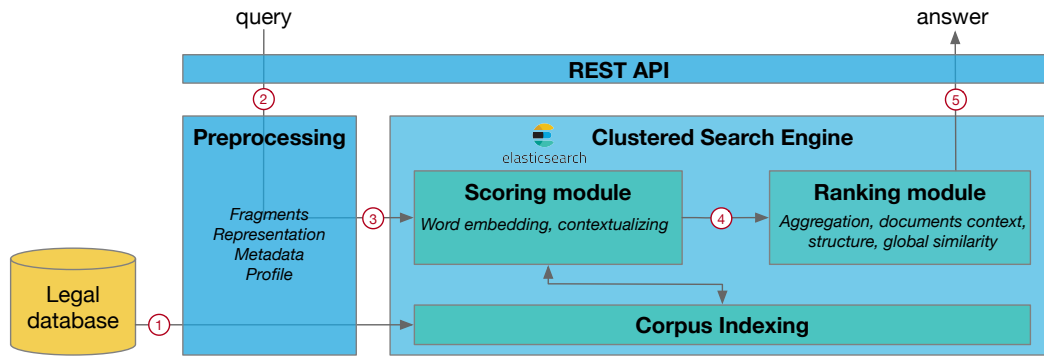 query
answer
REST API
2
5
Preprocessing
elasticsearch
Clustered Search Engine
Scoring module
Ranking module
Fragments
Representation
Metadata
Profile
3
Word embedding, contextualizing
4
Aggregation, documents context,
structure, global similarity
Legal
database
1
Corpus Indexing